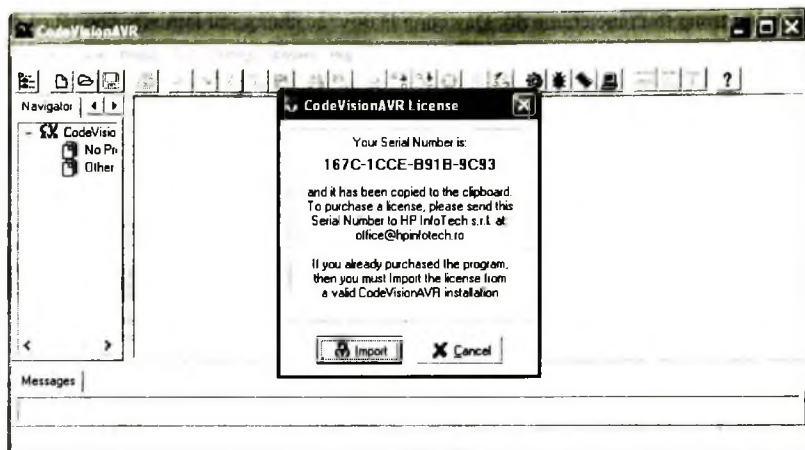 CodeVisionAVR
?
Navigator
CodeVisio
No Pr
Other
CodeVisionAVR License
Your Serial Number is:
167C-1CCE-B91B-9C93
and it has been copied to the clipboard.
To purchase a license, please send this
Serial Number to HP InfoTech s.r.l. at
office@hpinfotech.ro
If you already purchased the program,
then you must Import the license from
a valid CodeVisionAVR installation
Import
Cancel
Messages